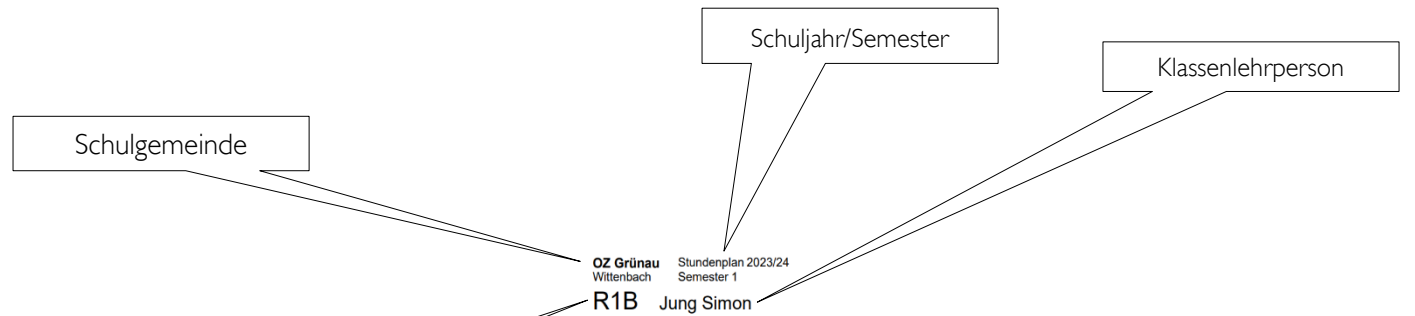 Schuljahr/Semester
Klassenlehrperson
Schulgemeinde
OZ Grünau Stundenplan 2023/24
Wittenbach Semester 1
R1B Jung Simon